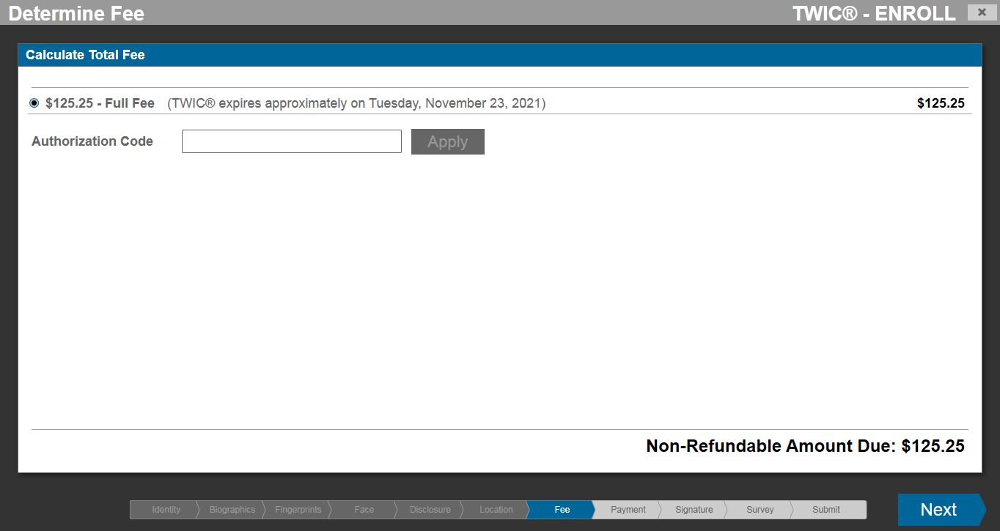 Determine Fee
TWIC® - ENROLL
×
Calculate Total Fee
$125.25 - Full Fee (TWIC® expires approximately on Tuesday, November 23, 2021) $125.25
Authorization Code
Apply
Non-Refundable Amount Due: $125.25
Identity Biographics Fingerprints Face Disclosure Location Fee Payment Signature Survey Submit
Next